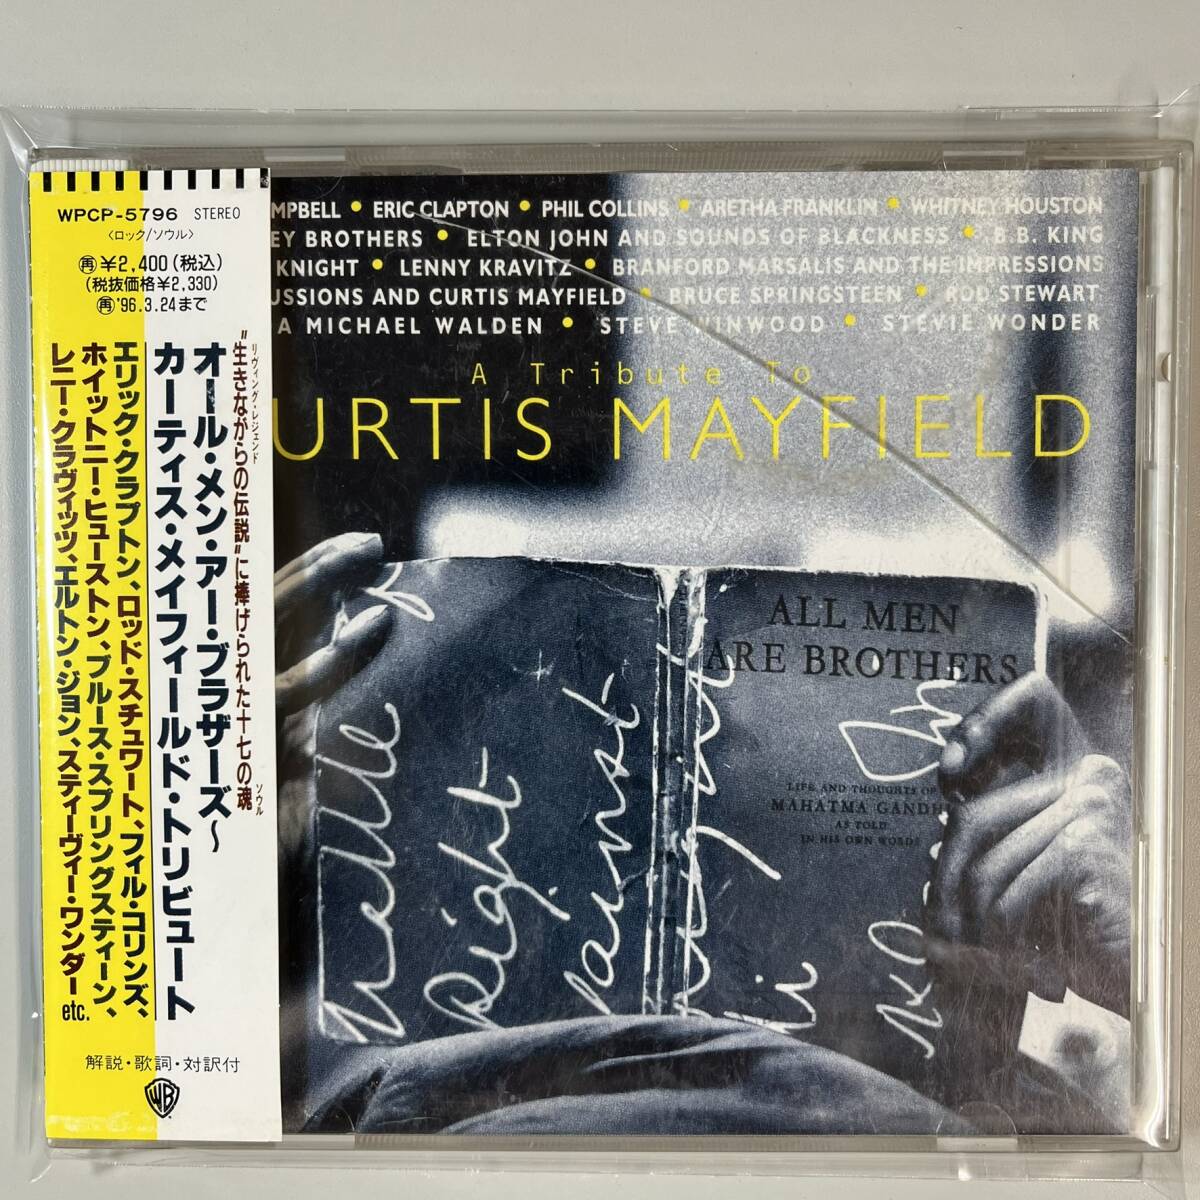 WPCP-5796 STEREO
〈ロック/ソウル〉
再¥2,400(税込)
(税抜価格¥2,330)
再'96.3.24まで
"生きながらの伝説"に捧げられた十七の魂
リヴィング・レジェンド
ソウル
オール・メン・アー・ブラザーズ～
カーティス・メイフィールド・トリビュート
エリック・クラプトン、ロッド・スチュワート、フィル・コリンズ、
ホイットニー・ヒューストン、ブルース・スプリングスティーン、
レニー・クラヴィッツ、エルトン・ジョン、スティーヴィー・ワンダー etc.
解説・歌詞・対訳付
WB
MPBELL • ERIC CLAPTON • PHIL COLLINS • ARETHA FRANKLIN • WHITNEY HOUSTON
EY BROTHERS • ELTON JOHN AND SOUNDS OF BLACKNESS • B.B. KING
KNIGHT • LENNY KRAVITZ • BRANFORD MARSALIS AND THE IMPRESSIONS
USSIONS AND CURTIS MAYFIELD • BRUCE SPRINGSTEEN • ROD STEWART
A MICHAEL WALDEN • STEVE WINWOOD • STEVIE WONDER
A Tribute To
URTIS MAYFIELD
ALL MEN
ARE BROTHERS
LIFE AND THOUGHTS OF
MAHATMA GANDHI
AS TOLD
IN HIS OWN WORDS
Right
against